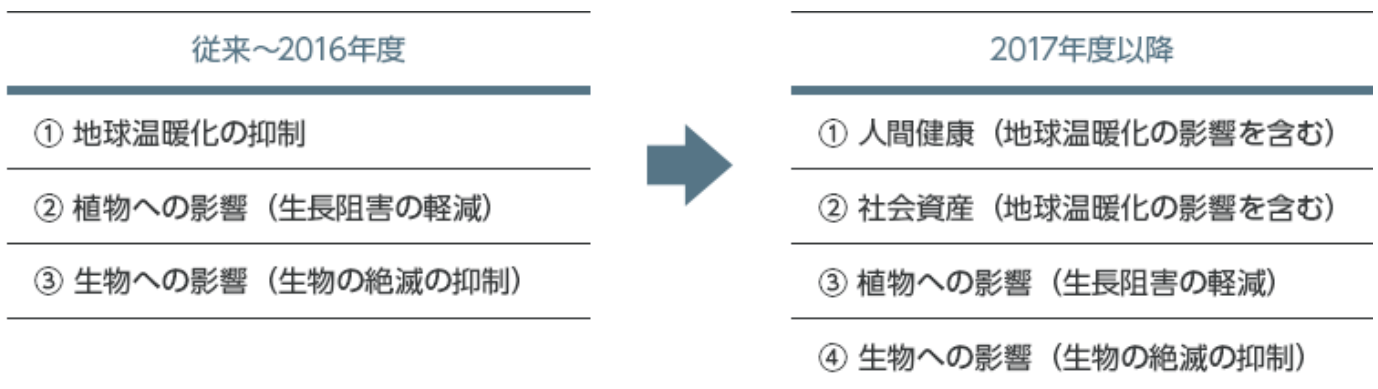 従来～2016年度
① 地球温暖化の抑制
② 植物への影響（生長阻害の軽減）
③ 生物への影響（生物の絶滅の抑制）
2017年度以降
① 人間健康（地球温暖化の影響を含む）
② 社会資産（地球温暖化の影響を含む）
③ 植物への影響（生長阻害の軽減）
④ 生物への影響（生物の絶滅の抑制）